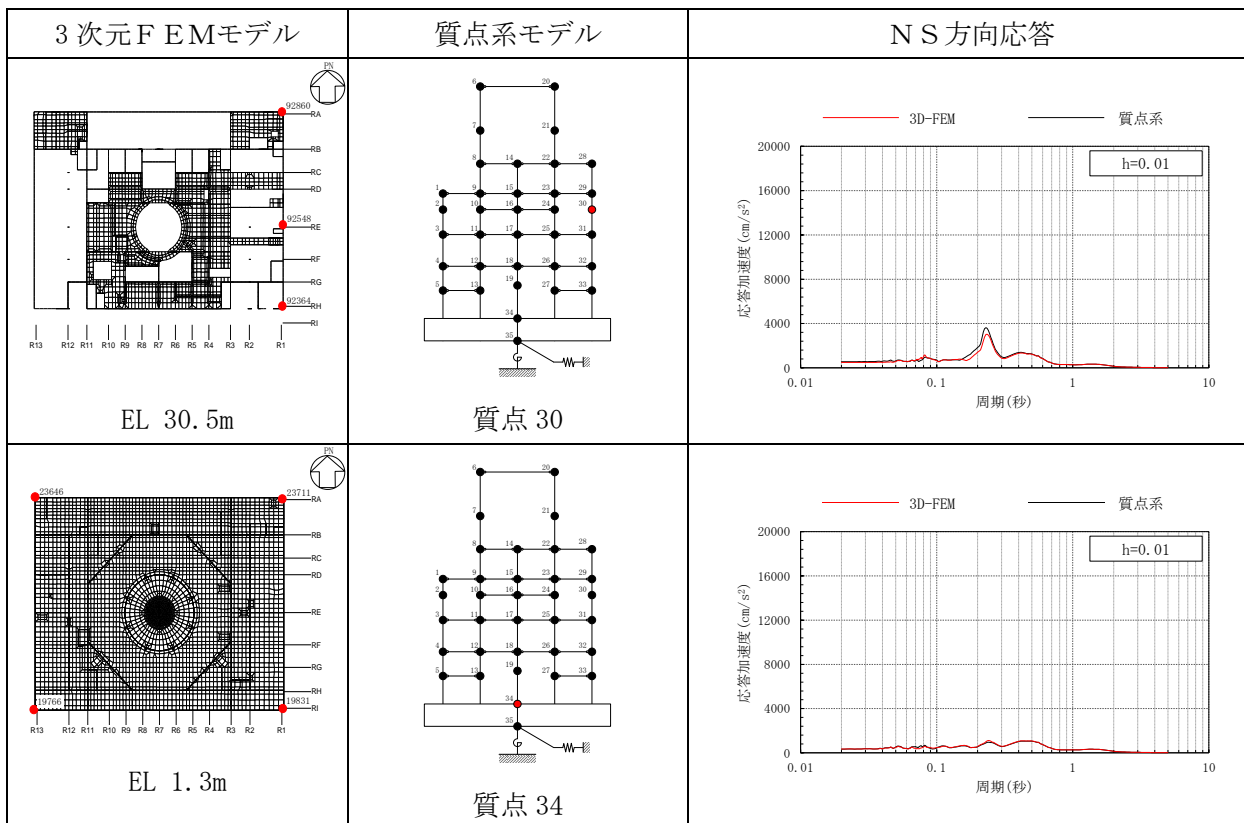 3次元FEMモデル
質点系モデル
NS方向応答
PN
92860
RA
RB
RC
RD
92548
RE
RF
RG
92364
RH
RI
R13 R12 R11 R10 R9 R8 R7 R6 R5 R4 R3 R2 R1
EL 30.5m
6 20
7 21
8 14 22 28
1 9 15 23 29
2 10 16 24 30
3 11 17 25 31
4 12 18 26 32
19
5 13 27 33
34
35
質点 30
3D-FEM 質点系
h=0.01
応答加速度(cm/s²)
20000
16000
12000
8000
4000
0
0.01 0.1 1 10
周期(秒)
PN
23646 23711
RA
RB
RC
RD
RE
RF
RG
RH
19766 19831
RI
R13 R12 R11 R10 R9 R8 R7 R6 R5 R4 R3 R2 R1
EL 1.3m
6 20
7 21
8 14 22 28
1 9 15 23 29
2 10 16 24 30
3 11 17 25 31
4 12 18 26 32
19
5 13 27 33
34
35
質点 34
3D-FEM 質点系
h=0.01
応答加速度(cm/s²)
20000
16000
12000
8000
4000
0
0.01 0.1 1 10
周期(秒)